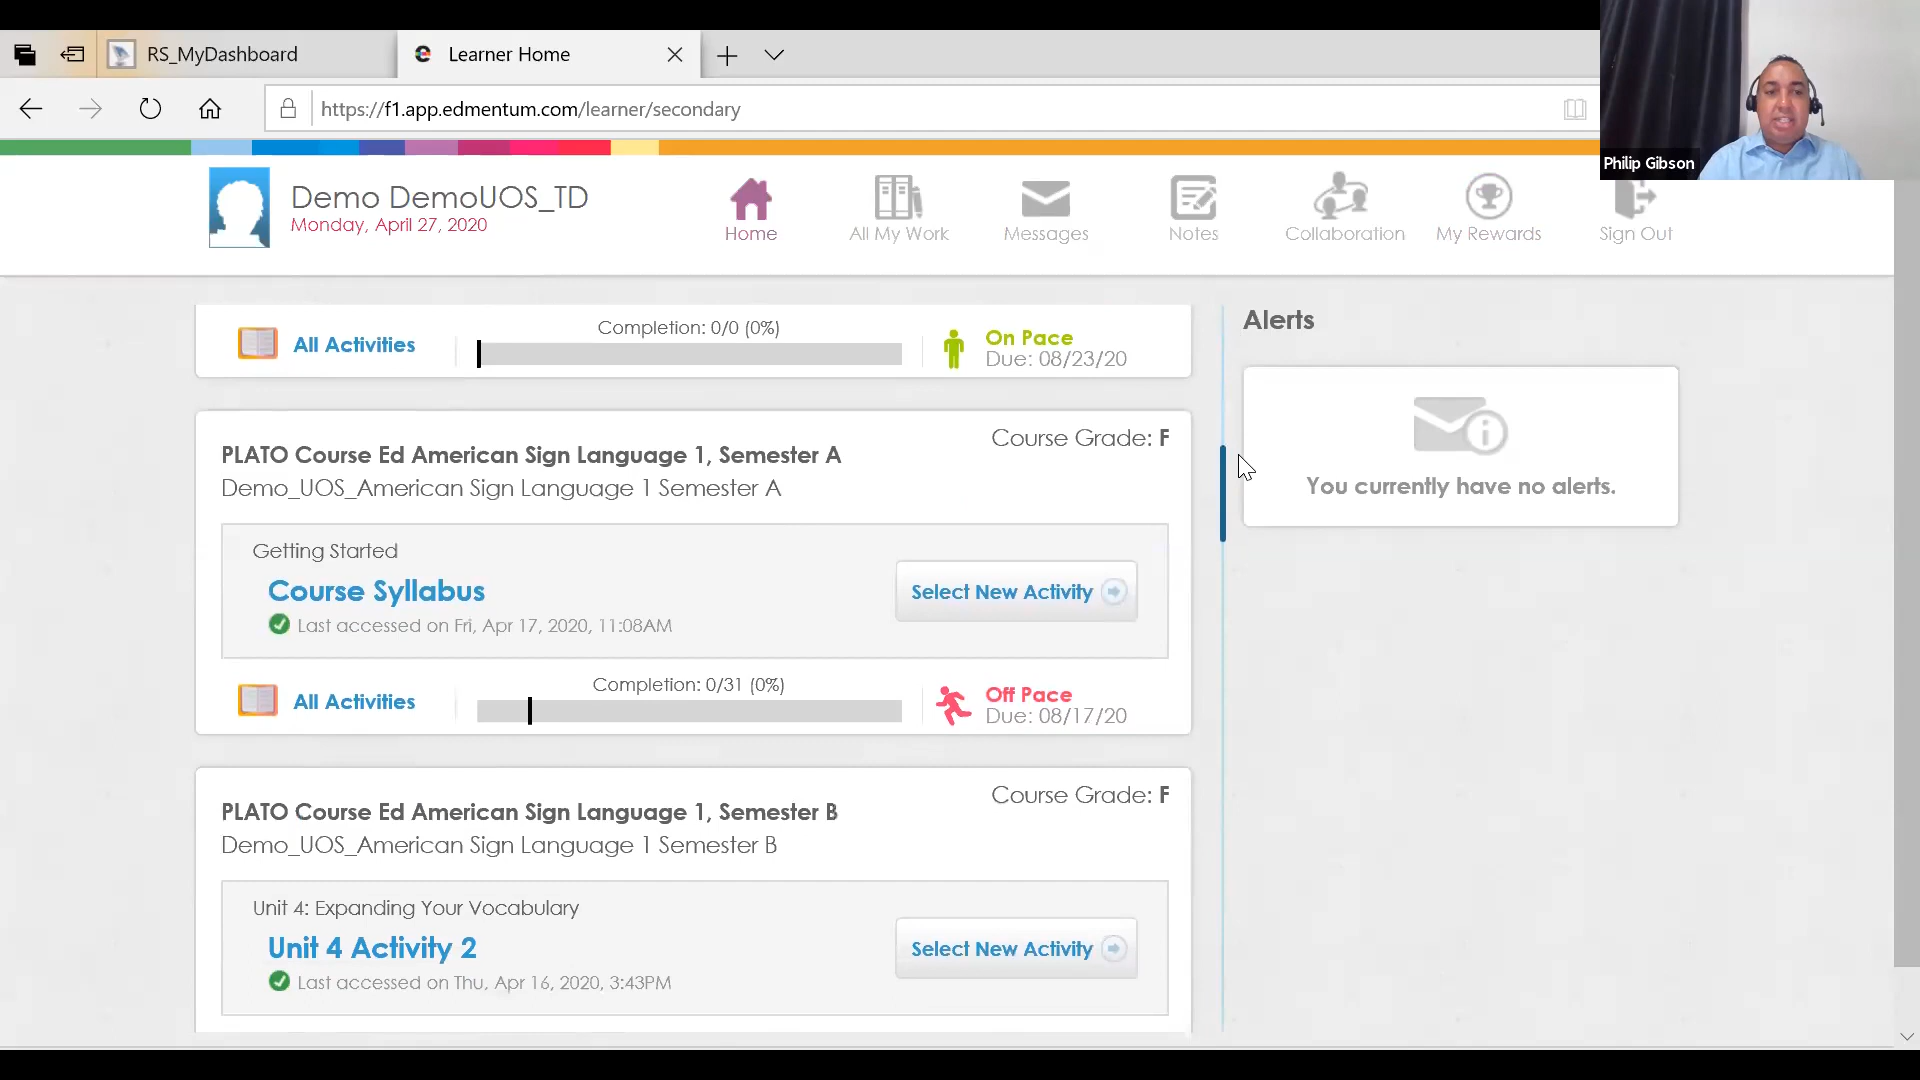 RS_MyDashboard
Learner Home
https://f1.app.edmentum.com/learner/secondary
Philip Gibson
Demo DemoUOS_TD
Monday, April 27, 2020
Home
All My Work
Messages
Notes
Collaboration
My Rewards
Sign Out
All Activities
Completion: 0/0 (0%)
On Pace
Due: 08/23/20
Alerts
You currently have no alerts.
PLATO Course Ed American Sign Language 1, Semester A
Course Grade: F
Demo_UOS_American Sign Language 1 Semester A
Getting Started
Course Syllabus
Select New Activity
Last accessed on Fri, Apr 17, 2020, 11:08AM
All Activities
Completion: 0/31 (0%)
Off Pace
Due: 08/17/20
PLATO Course Ed American Sign Language 1, Semester B
Course Grade: F
Demo_UOS_American Sign Language 1 Semester B
Unit 4: Expanding Your Vocabulary
Unit 4 Activity 2
Select New Activity
Last accessed on Thu, Apr 16, 2020, 3:43PM